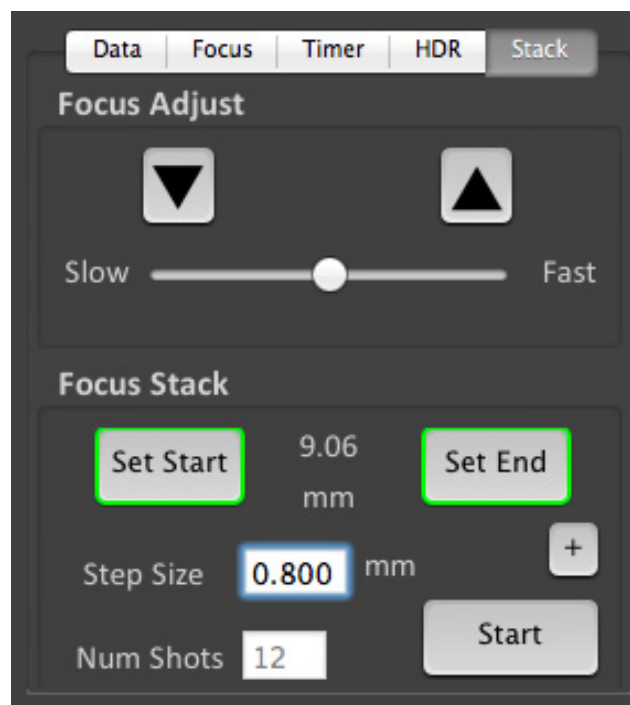 Data Focus Timer HDR Stack
Focus Adjust
Slow Fast
Focus Stack
Set Start 9.06 mm Set End
Step Size 0.800 mm +
Num Shots 12 Start